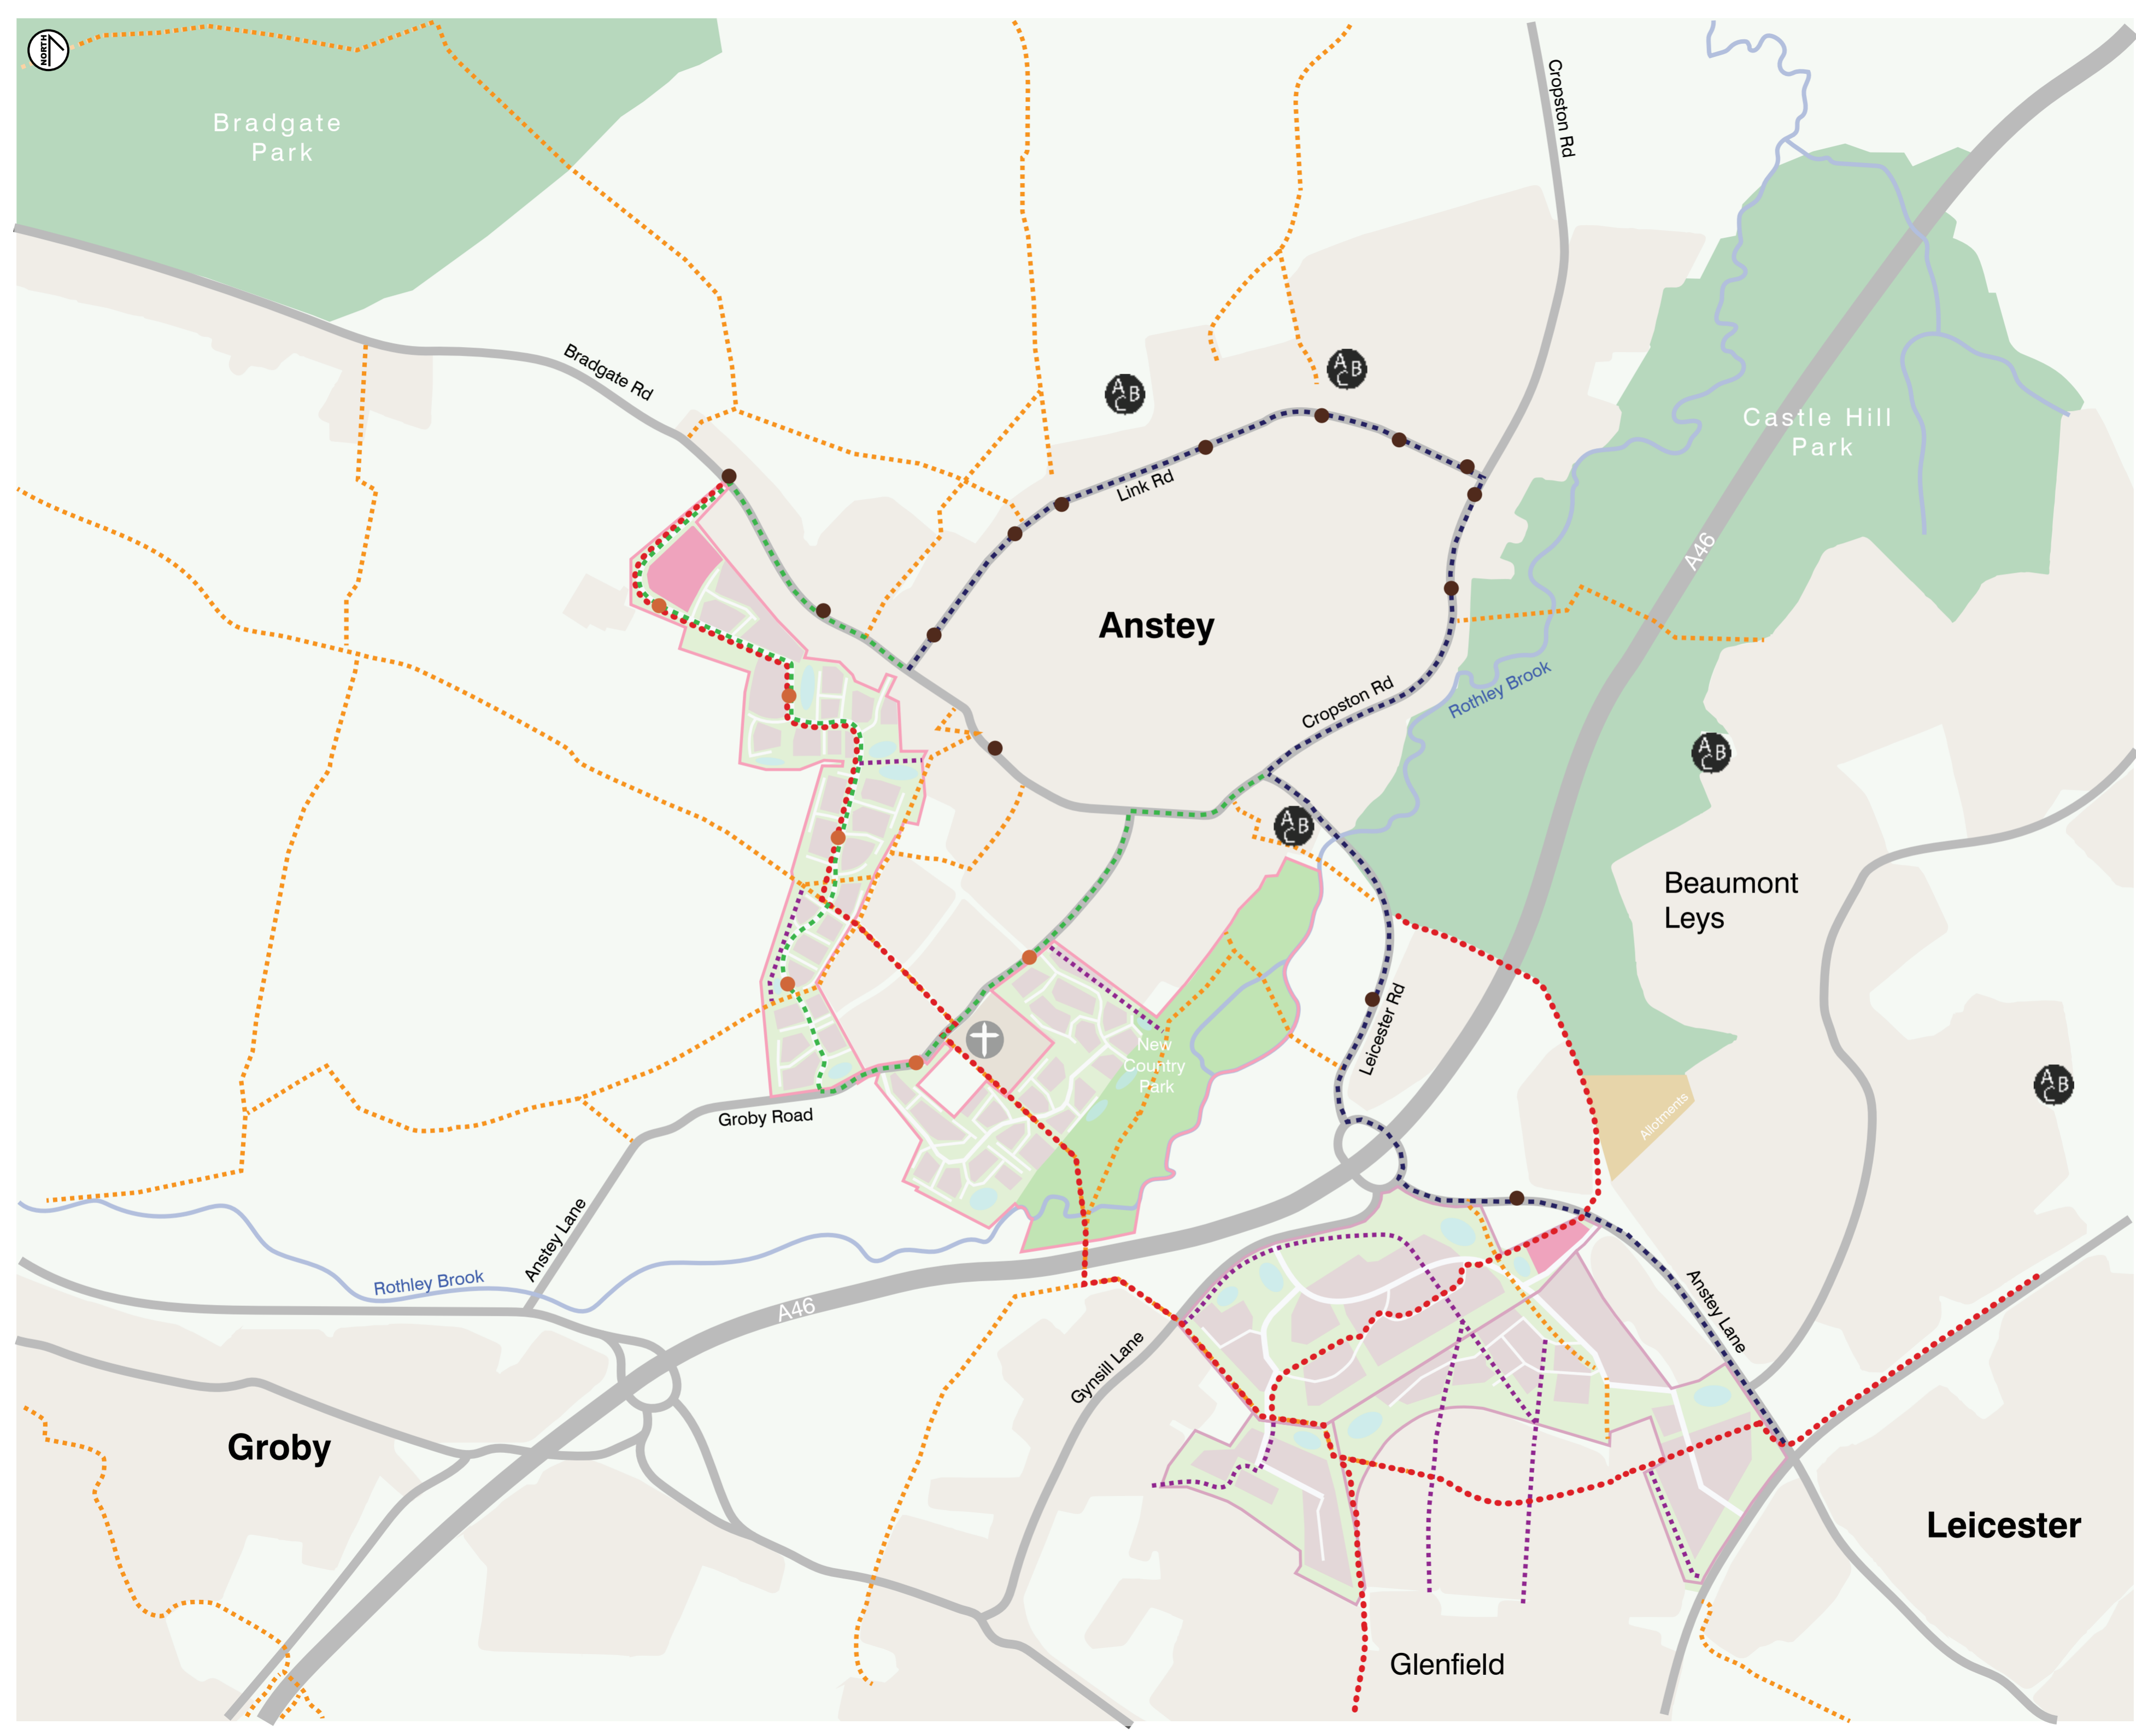 NORTH
Bradgate
Park
Cropston Rd
Bradgate Rd
A B
C
A B
C
Castle Hill
Park
Link Rd
A46
Anstey
Rothley Brook
Cropston Rd
A B
C
A B
C
Beaumont
Leys
Leicester Rd
New
Country
Park
A B
C
Allotments
Groby Road
Anstey Lane
Rothley Brook
A46
Anstey Lane
Gynsill Lane
Groby
Leicester
Glenfield